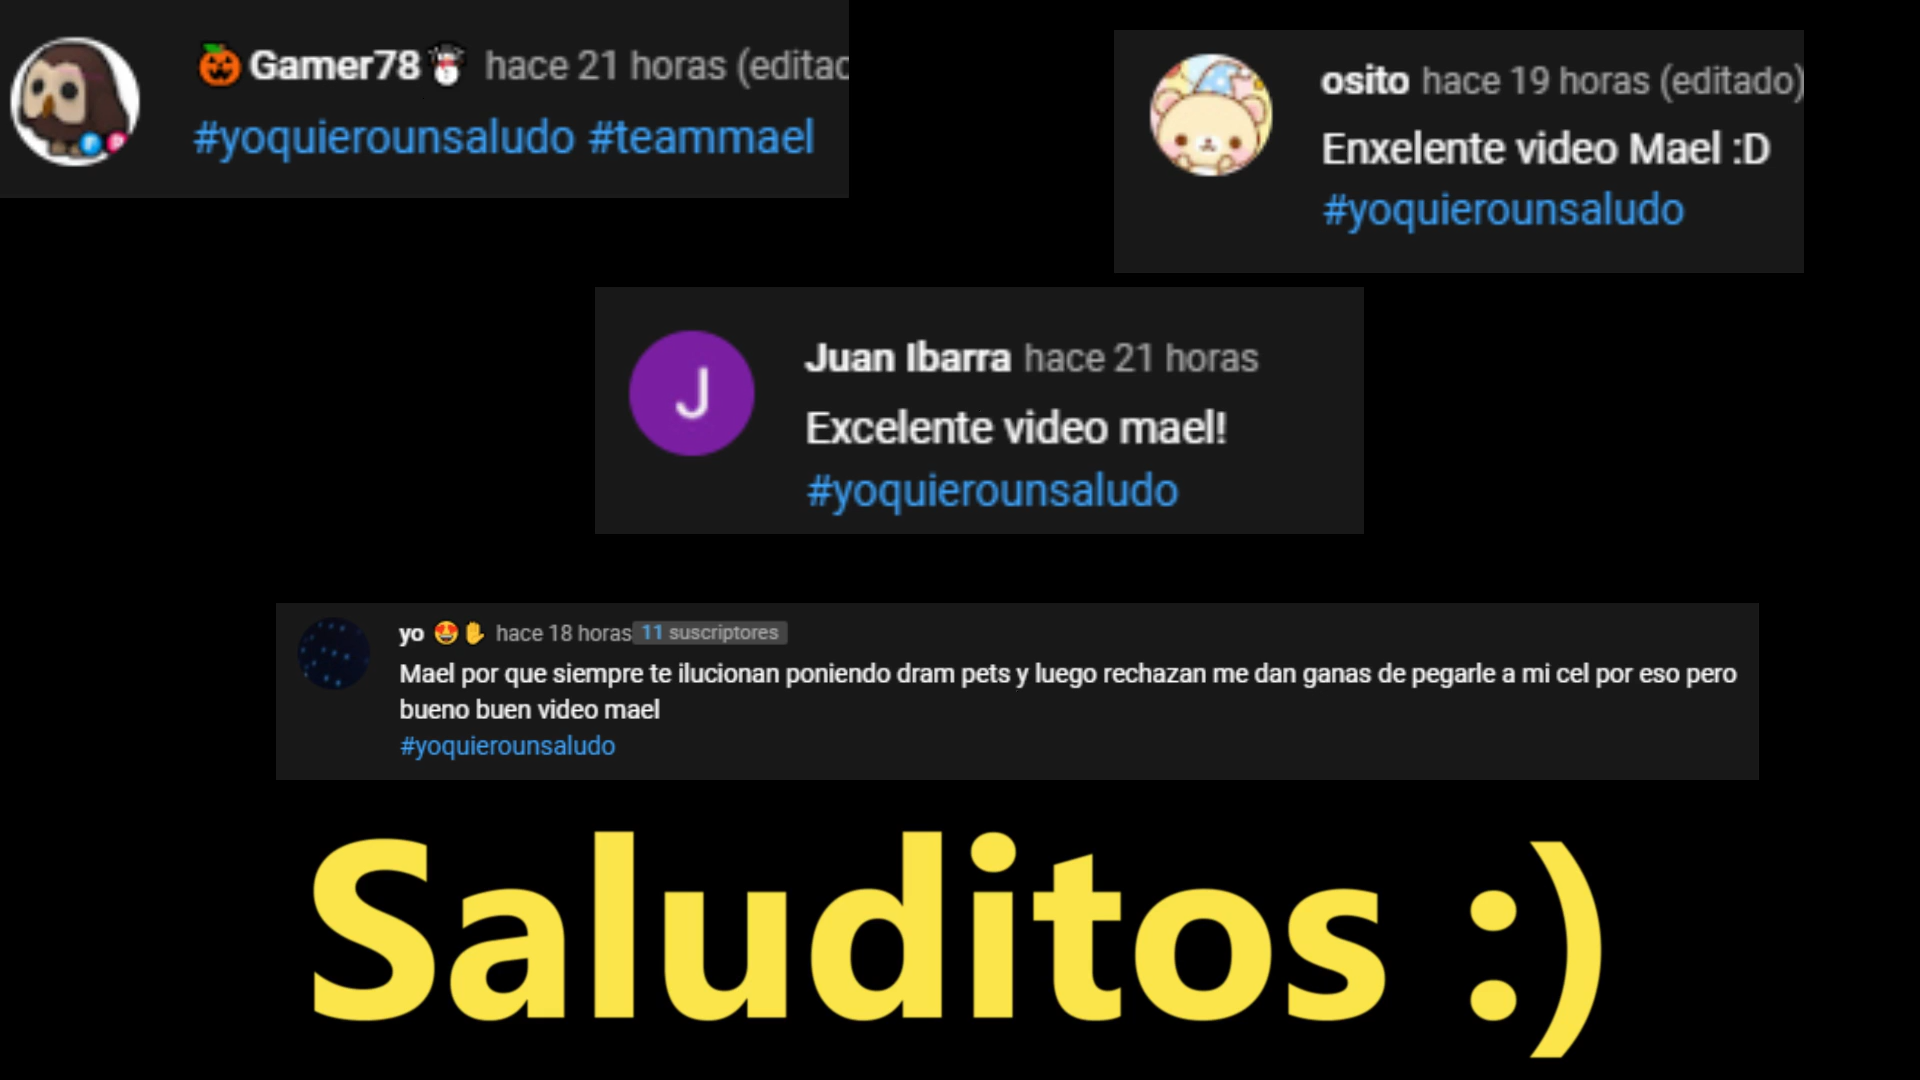 🎃Gamer78☃️ hace 21 horas (editac
#yoquierounsaludo #teammael
osito hace 19 horas (editado)
Enxelente video Mael :D
#yoquierounsaludo
J
Juan Ibarra hace 21 horas
Excelente video mael!
#yoquierounsaludo
yo 🤩✋ hace 18 horas 11 suscriptores
Mael por que siempre te ilucionan poniendo dram pets y luego rechazan me dan ganas de pegarle a mi cel por eso pero
bueno buen video mael
#yoquierounsaludo
Saluditos :)